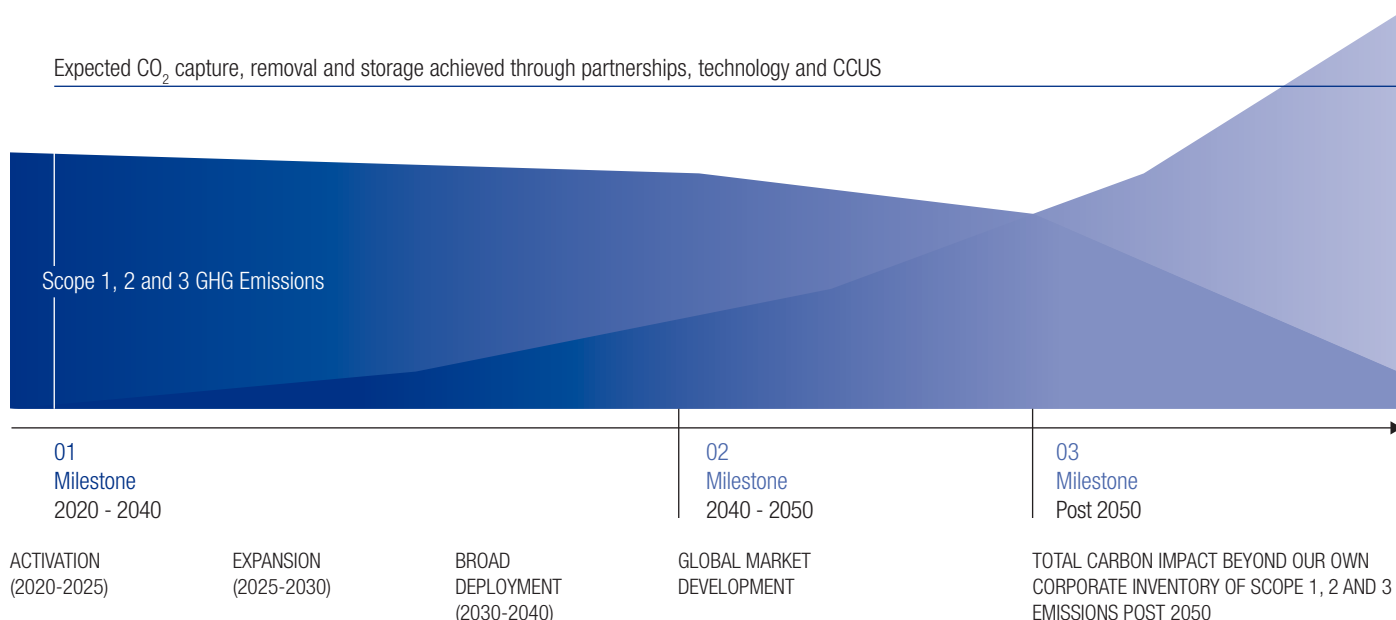 Expected CO₂ capture, removal and storage achieved through partnerships, technology and CCUS
Scope 1, 2 and 3 GHG Emissions
01
Milestone
2020 - 2040
02
Milestone
2040 - 2050
03
Milestone
Post 2050
ACTIVATION
(2020-2025)
EXPANSION
(2025-2030)
BROAD
DEPLOYMENT
(2030-2040)
GLOBAL MARKET
DEVELOPMENT
TOTAL CARBON IMPACT BEYOND OUR OWN
CORPORATE INVENTORY OF SCOPE 1, 2 AND 3
EMISSIONS POST 2050